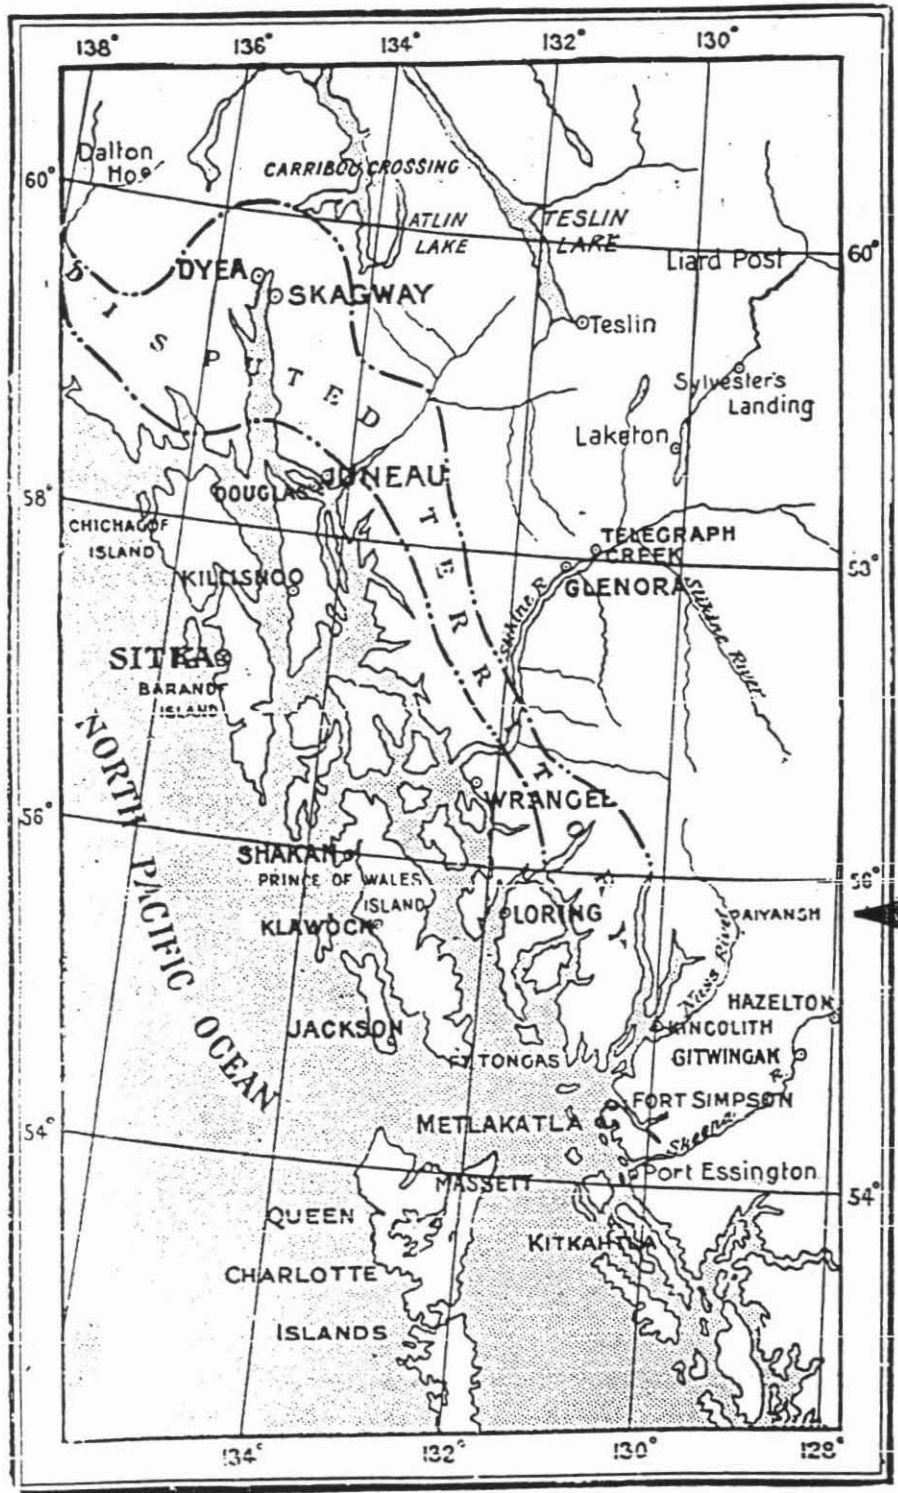 138° 136° 134° 132° 130°
Dalton
Ho.
CARRIBOO CROSSING
60°
ATLIN
LAKE
TESLIN
LAKE
60°
Liard Post
DYEA
SKAGWAY
Teslin
DISPUTED TERRITORY
Sylvester's
Landing
Laketon
JUNEAU
DOUGLAS
58°
CHICHAGOF
ISLAND
TELEGRAPH
CREEK
GLENORA
KILLISNOO
Stikine R.
Stikine River
SITKA
BARANOF
ISLAND
NORTH PACIFIC OCEAN
WRANGEL
56°
SHAKAN
PRINCE OF WALES
ISLAND
LORING
KLAWOCK
AIYANSH
Nass River
HAZELTON
JACKSON
KINCOLITH
GITWINGAK
FT. TONGAS
FORT SIMPSON
METLAKATLA
Skeena R.
54°
Port Essington
MASSETT
54°
QUEEN
KITKAHTLA
CHARLOTTE
ISLANDS
134° 132° 130° 128°